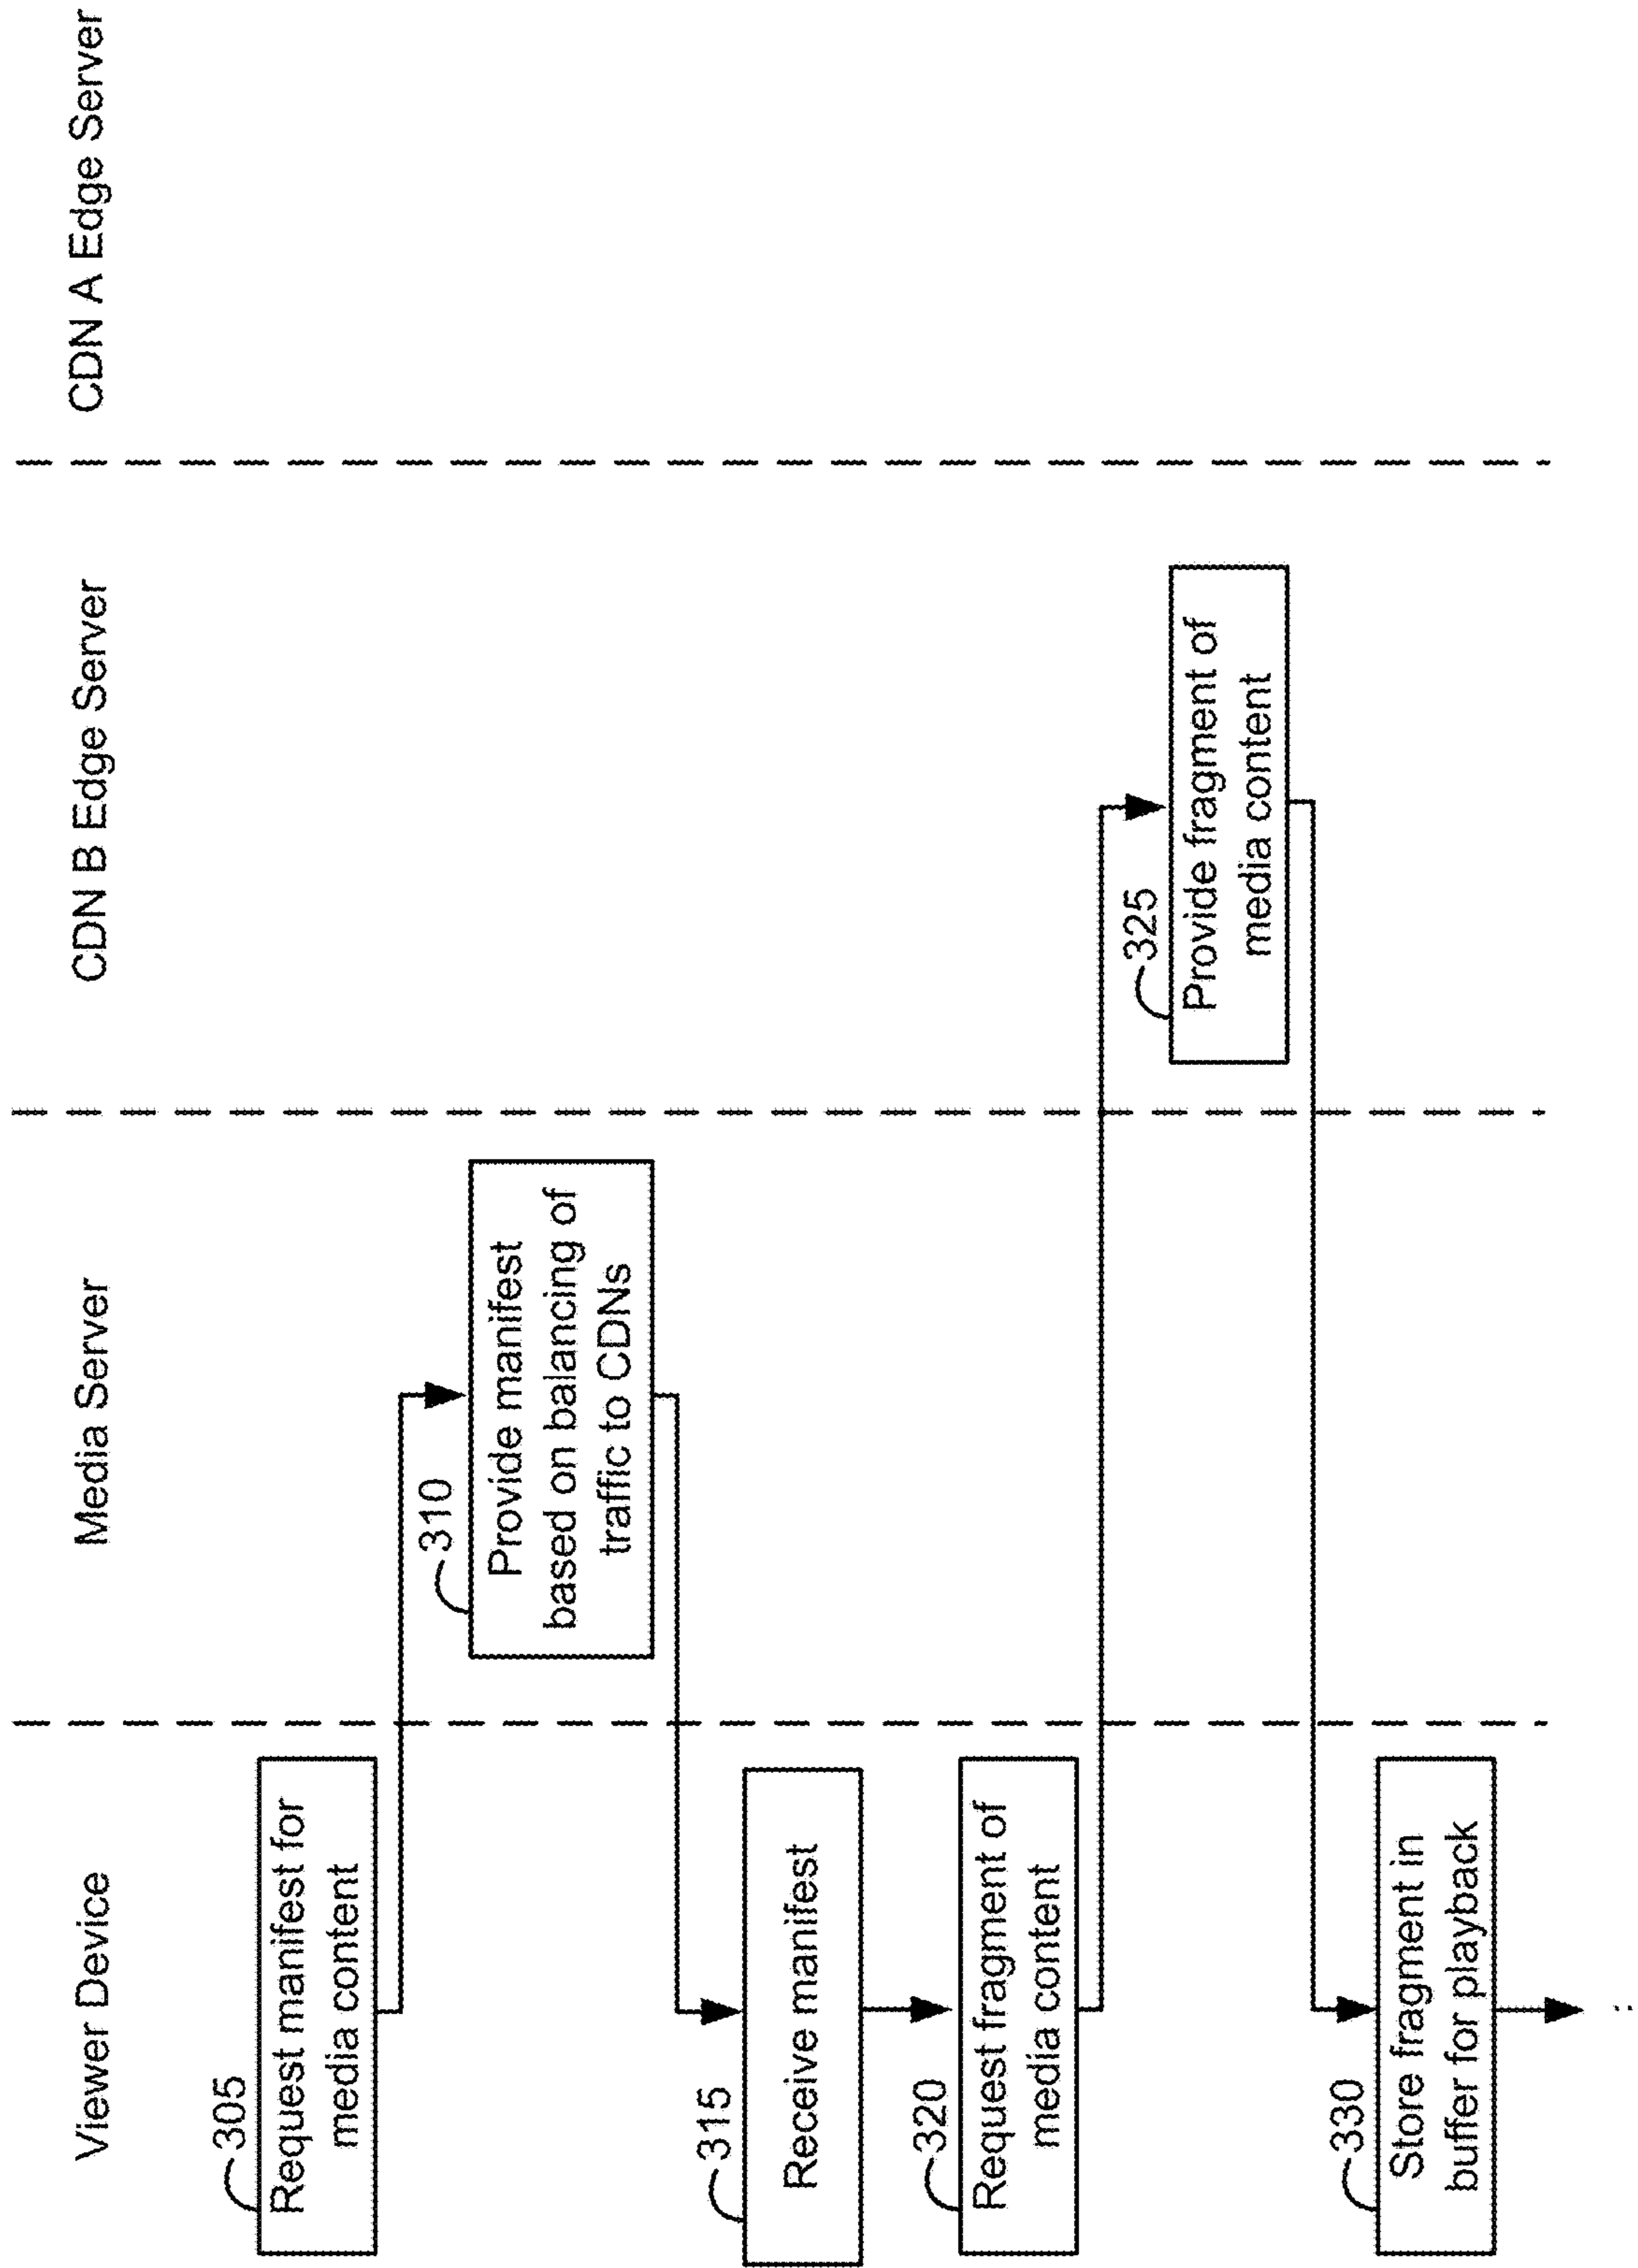 Viewer Device
Media Server
CDN B Edge Server
CDN A Edge Server
305
Request manifest for
media content
310
Provide manifest
based on balancing of
traffic to CDNs
315
Receive manifest
320
Request fragment of
media content
325
Provide fragment of
media content
330
Store fragment in
buffer for playback